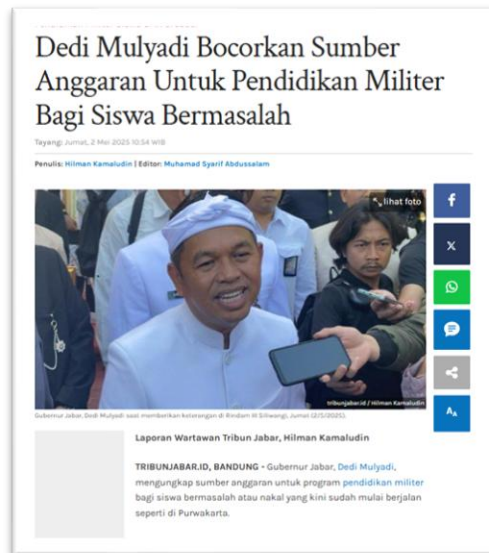 Dedi Mulyadi Bocorkan Sumber
Anggaran Untuk Pendidikan Militer
Bagi Siswa Bermasalah
Tayang: Jumat, 2 Mei 2025 10:54 WIB
Penulis: Hilman Kamaludin | Editor: Muhamad Syarif Abdussalam
lihat foto
tribunjabar.id / Hilman Kamaludin
Gubernur Jabar, Dedi Mulyadi saat memberikan keterangan di Rindam III Siliwangi, Jumat (2/5/2025).
Laporan Wartawan Tribun Jabar, Hilman Kamaludin
TRIBUNJABAR.ID, BANDUNG - Gubernur Jabar, Dedi Mulyadi,
mengungkap sumber anggaran untuk program pendidikan militer
bagi siswa bermasalah atau nakal yang kini sudah mulai berjalan
seperti di Purwakarta.